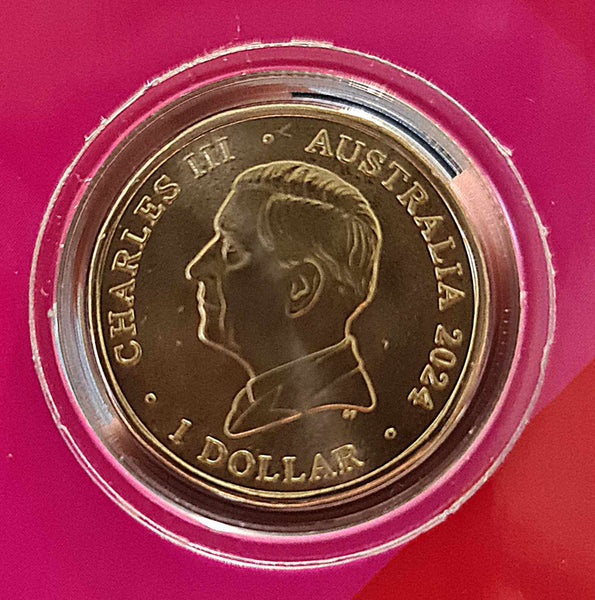 CHARLES III • AUSTRALIA 2024
• 1 DOLLAR •